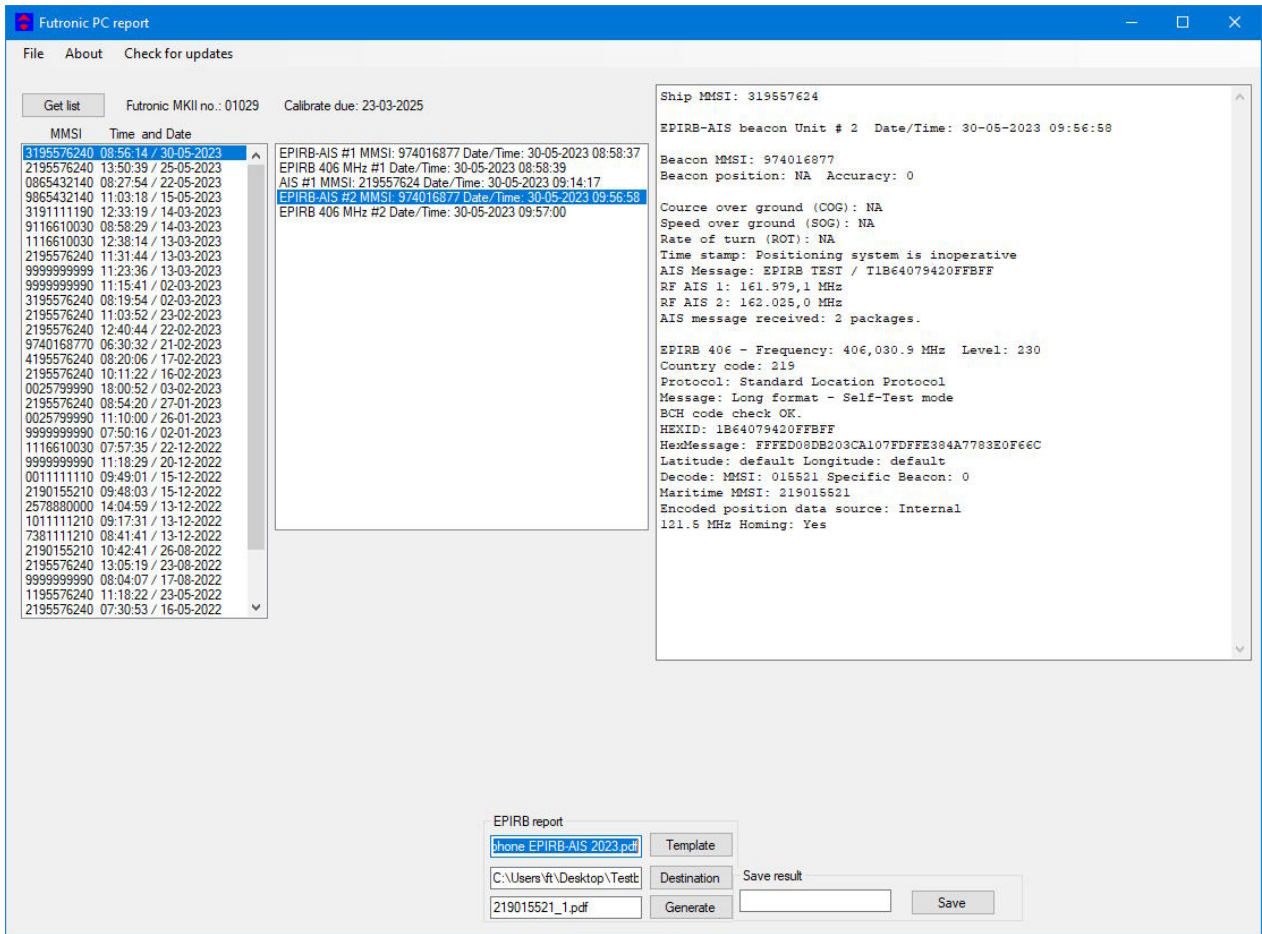 Futronic PC report
File About Check for updates
Get list Futronic MKII no.: 01029 Calibrate due: 23-03-2025
MMSI Time and Date
3195576240 08:56:14 / 30-05-2023
2195576240 13:50:39 / 25-05-2023
0865432140 08:27:54 / 22-05-2023
9865432140 11:03:18 / 15-05-2023
3191111190 12:33:19 / 14-03-2023
9116610030 08:58:29 / 14-03-2023
1116610030 12:38:14 / 13-03-2023
2195576240 11:31:44 / 13-03-2023
9999999999 11:23:36 / 13-03-2023
9999999990 11:15:41 / 02-03-2023
3195576240 08:19:54 / 02-03-2023
2195576240 11:03:52 / 23-02-2023
2195576240 12:40:44 / 22-02-2023
9740168770 06:30:32 / 21-02-2023
4195576240 08:20:06 / 17-02-2023
2195576240 10:11:22 / 16-02-2023
0025799990 18:00:52 / 03-02-2023
2195576240 08:54:20 / 27-01-2023
0025799990 11:10:00 / 26-01-2023
9999999990 07:50:16 / 02-01-2023
1116610030 07:57:35 / 22-12-2022
9999999990 11:18:29 / 20-12-2022
0011111110 09:49:01 / 15-12-2022
2190155210 09:48:03 / 15-12-2022
2578880000 14:04:59 / 13-12-2022
1011111210 09:17:31 / 13-12-2022
7381111210 08:41:41 / 13-12-2022
2190155210 10:42:41 / 26-08-2022
2195576240 13:05:19 / 23-08-2022
9999999990 08:04:07 / 17-08-2022
1195576240 11:18:22 / 23-05-2022
2195576240 07:30:53 / 16-05-2022
EPIRB-AIS #1 MMSI: 974016877 Date/Time: 30-05-2023 08:58:37
EPIRB 406 MHz #1 Date/Time: 30-05-2023 08:58:39
AIS #1 MMSI: 219557624 Date/Time: 30-05-2023 09:14:17
EPIRB-AIS #2 MMSI: 974016877 Date/Time: 30-05-2023 09:56:58
EPIRB 406 MHz #2 Date/Time: 30-05-2023 09:57:00
Ship MMSI: 319557624
EPIRB-AIS beacon Unit # 2 Date/Time: 30-05-2023 09:56:58
Beacon MMSI: 974016877
Beacon position: NA Accuracy: 0
Cource over ground (COG): NA
Speed over ground (SOG): NA
Rate of turn (ROT): NA
Time stamp: Positioning system is inoperative
AIS Message: EPIRB TEST / T1B64079420FFBFF
RF AIS 1: 161.979,1 MHz
RF AIS 2: 162.025,0 MHz
AIS message received: 2 packages.
EPIRB 406 - Frequency: 406,030.9 MHz Level: 230
Country code: 219
Protocol: Standard Location Protocol
Message: Long format - Self-Test mode
BCH code check OK.
HEXID: 1B64079420FFBFF
HexMessage: FFFED08DB203CA107FDFFE384A7783E0F66C
Latitude: default Longitude: default
Decode: MMSI: 015521 Specific Beacon: 0
Maritime MMSI: 219015521
Encoded position data source: Internal
121.5 MHz Homing: Yes
EPIRB report
phone EPIRB-AIS 2023.pdf Template
C:\Users\ft\Desktop\Testb Destination
219015521_1.pdf Generate
Save result
Save